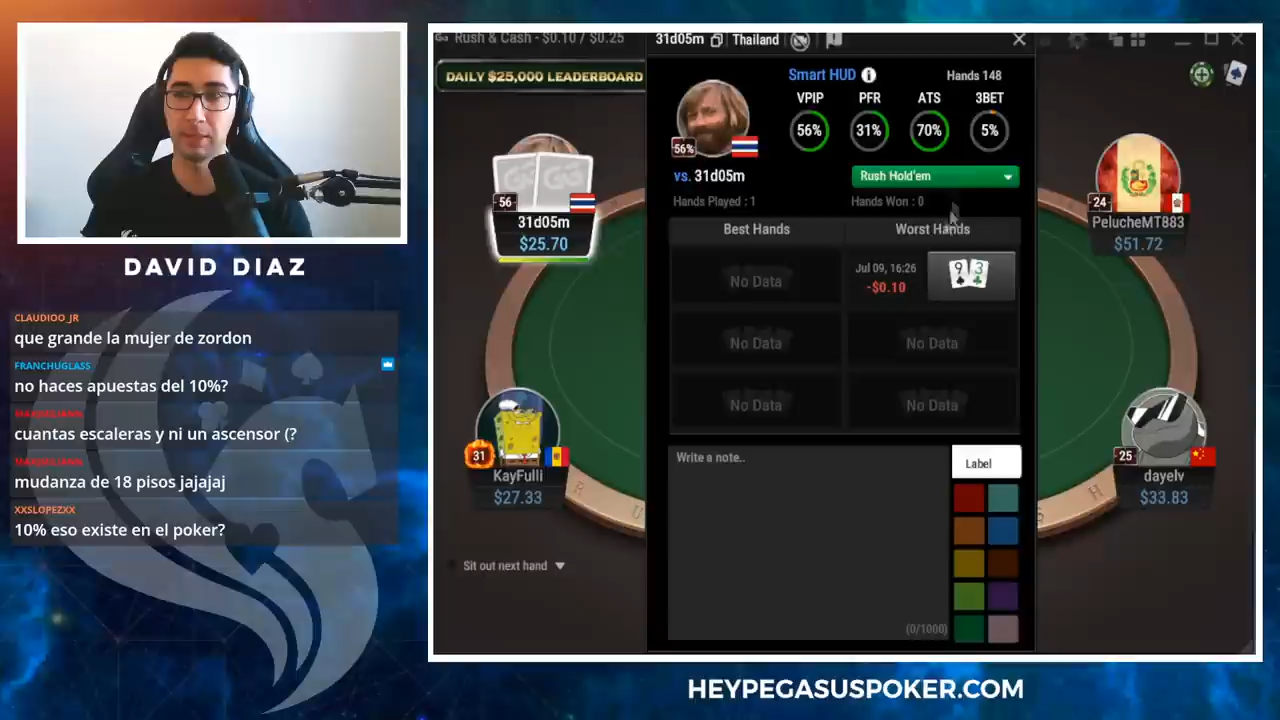 DAVID DIAZ
CLAUDIOO_JR
que grande la mujer de zordon
FRANCHUGLASS
no haces apuestas del 10%?
MAXIMILIANN_
cuantas escaleras y ni un ascensor (?
MAXIMILIANN_
mudanza de 18 pisos jajajaj
XXSLOPEZXX
10% eso existe en el poker?
Rush & Cash - $0.10 / $0.25
DAILY $25,000 LEADERBOARD
56
31d05m
$25.70
31
KayFulli
$27.33
Sit out next hand
31d05m Thailand
Smart HUD Hands 148
VPIP PFR ATS 3BET
56% 31% 70% 5%
56%
vs. 31d05m Rush Hold'em
Hands Played : 1 Hands Won : 0
Best Hands Worst Hands
No Data Jul 09, 16:26 9 3
-$0.10
No Data No Data
No Data No Data
Write a note.. Label
(0/1000)
24
PelucheMT883
$51.72
25
dayelv
$33.83
HEYPEGASUSPOKER.COM